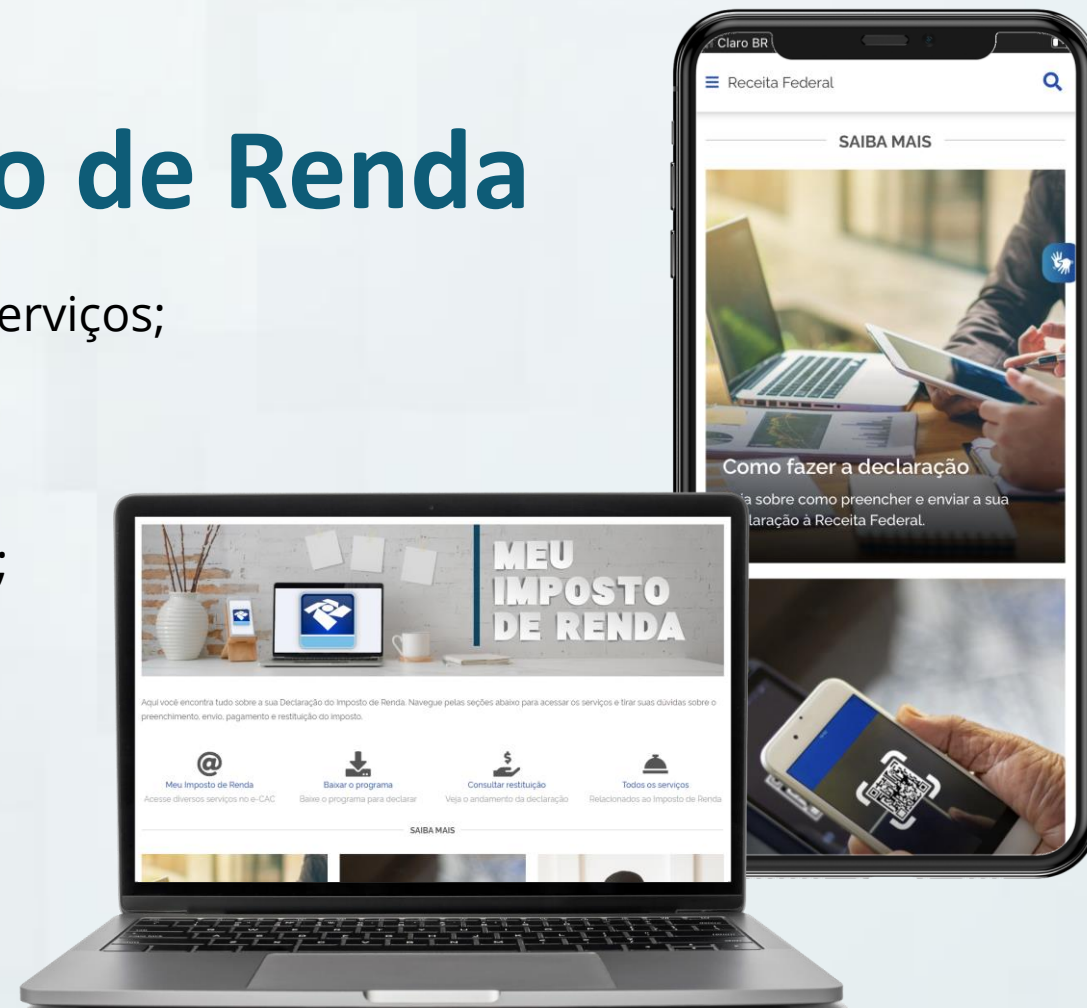 o de Renda
erviços;
;
Claro BR
Receita Federal
SAIBA MAIS
Como fazer a declaração
a sobre como preencher e enviar a sua
laração à Receita Federal.
MEU
IMPOSTO
DE RENDA
Aqui você encontra tudo sobre a sua Declaração do Imposto de Renda. Navegue pelas seções abaixo para acessar os serviços e tirar suas dúvidas sobre o
preenchimento, envio, pagamento e restituição do imposto.
Meu Imposto de Renda
Acesse diversos serviços no e-CAC
Baixar o programa
Baixe o programa para declarar
Consultar restituição
Veja o andamento da declaração
Todos os serviços
Relacionados ao Imposto de Renda
SAIBA MAIS